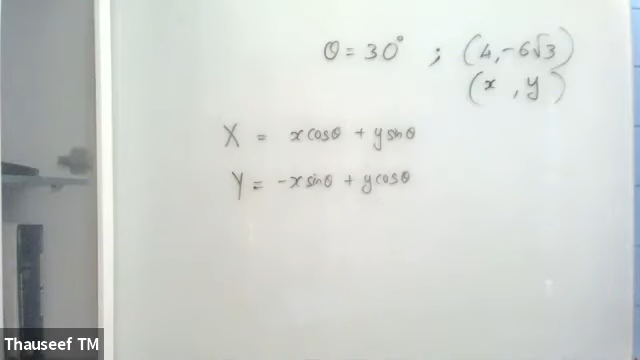 θ = 30° ; (4, -6√3)
(x , y)
X = x cosθ + y sinθ
Y = -x sinθ + y cosθ
Thauseef TM